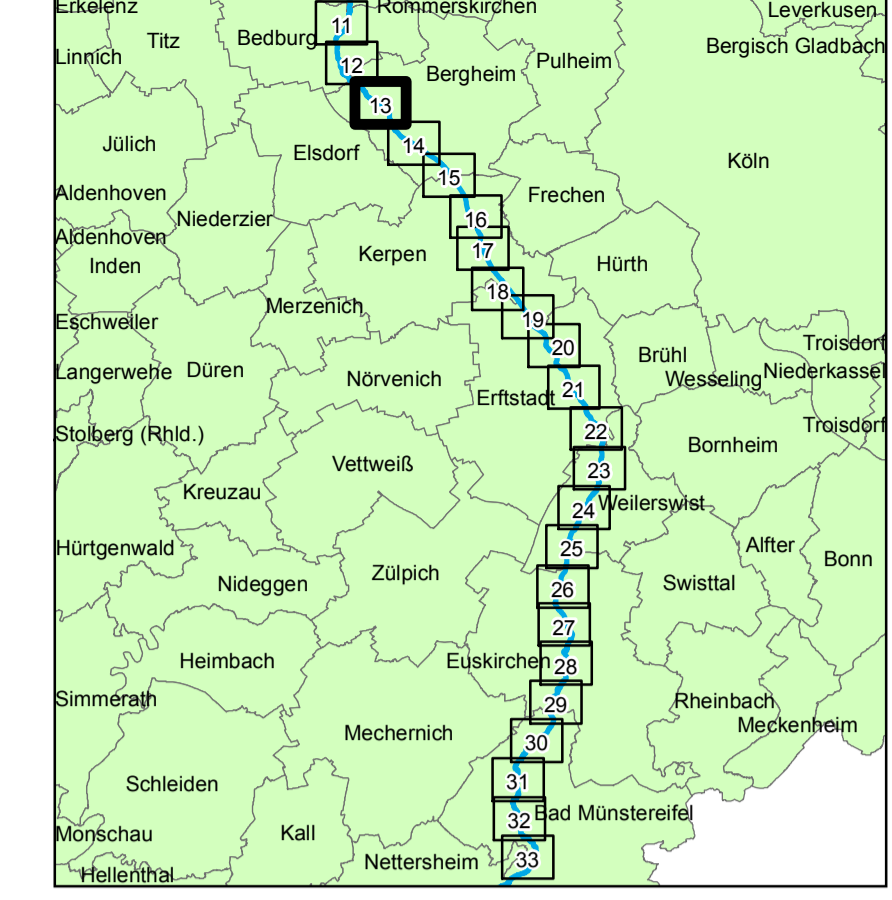 Erkelenz
Rommerskirchen
Leverkusen
11
Titz
Bedburg
Bergisch Gladbach
Linnich
12
Bergheim
Pulheim
13
Jülich
Elsdorf
14
Köln
15
Aldenhoven
Frechen
Niederzier
16
Aldenhoven
17
Kerpen
Inden
Hürth
18
Merzenich
19
Eschweiler
20
Troisdorf
Brühl
Langerwehe
Düren
Nörvenich
Wesseling
Niederkassel
21
Erftstadt
22
Troisdorf
Stolberg (Rhld.)
Bornheim
Vettweiß
23
Kreuzau
24
Weilerswist
25
Hürtgenwald
Alfter
Bonn
Zülpich
Nideggen
26
Swisttal
27
Heimbach
Euskirchen
28
Simmerath
29
Rheinbach
Mechernich
Meckenheim
30
Schleiden
31
32
Bad Münstereifel
Monschau
Kall
Nettersheim
33
Hellenthal